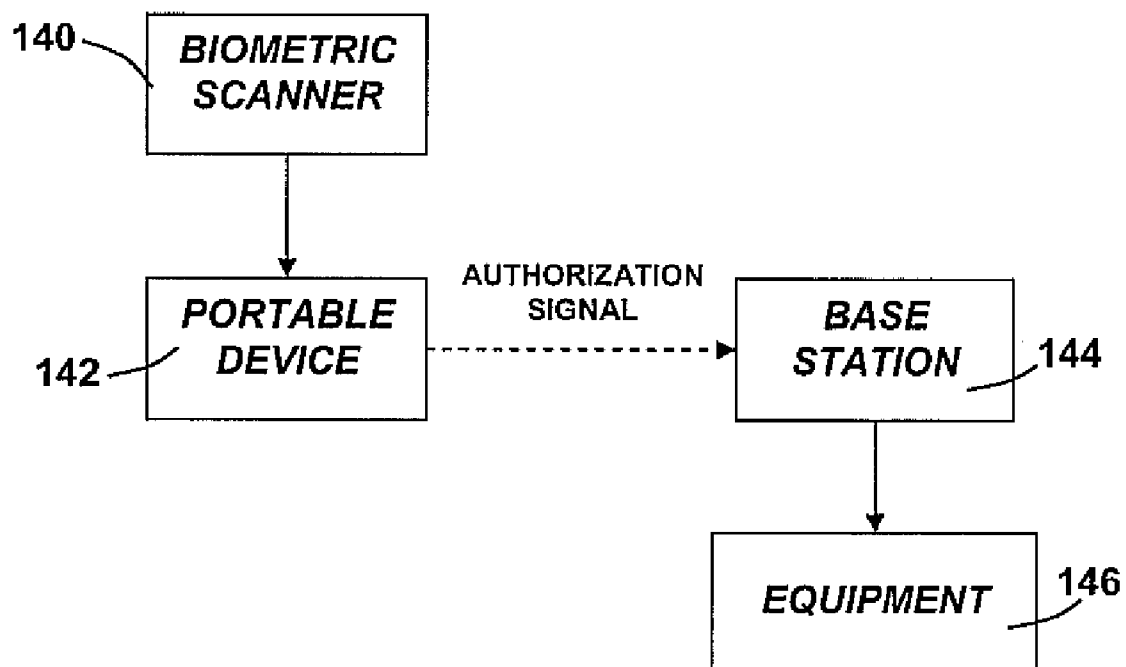 140
BIOMETRIC
SCANNER
AUTHORIZATION
SIGNAL
PORTABLE
DEVICE
142
BASE
STATION
144
EQUIPMENT
146